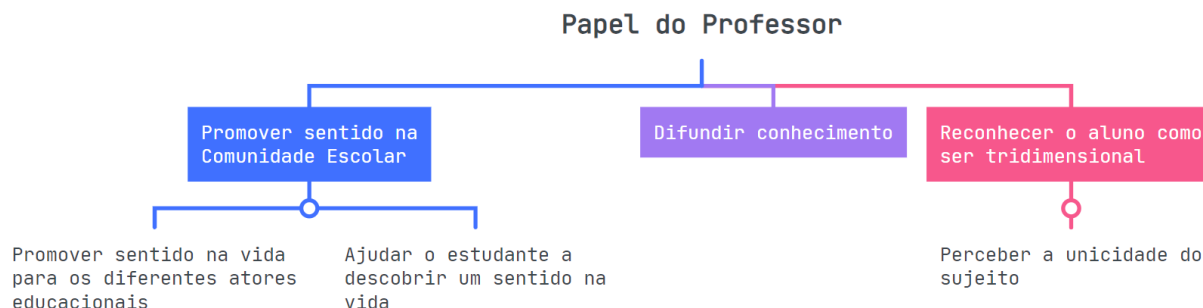 Papel do Professor
Promover sentido na
Comunidade Escolar
Difundir conhecimento
Reconhecer o aluno como
ser tridimensional
Promover sentido na vida
para os diferentes atores
educacionais
Ajudar o estudante a
descobrir um sentido na
vida
Perceber a unicidade do
sujeito